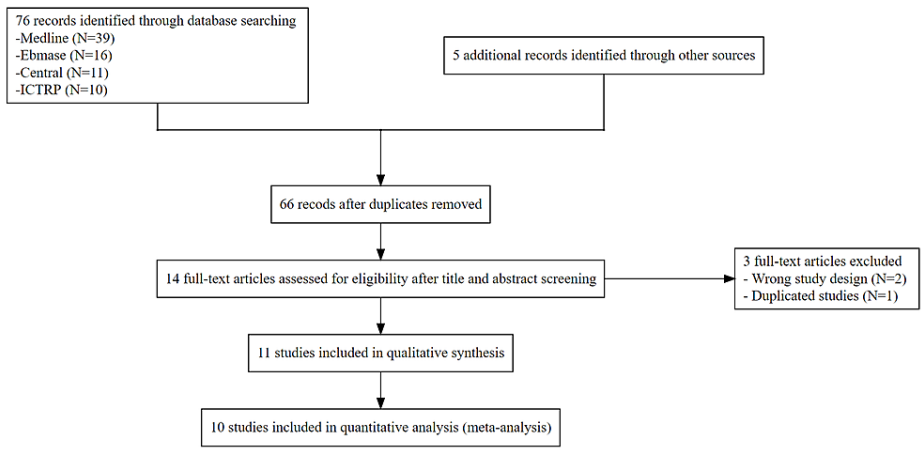 76 records identified through database searching
-Medline (N=39)
-Ebmase (N=16)
-Central (N=11)
-ICTRP (N=10)
5 additional records identified through other sources
66 recods after duplicates removed
14 full-text articles assessed for eligibility after title and abstract screening
3 full-text articles excluded
- Wrong study design (N=2)
- Duplicated studies (N=1)
11 studies included in qualitative synthesis
10 studies included in quantitative analysis (meta-analysis)